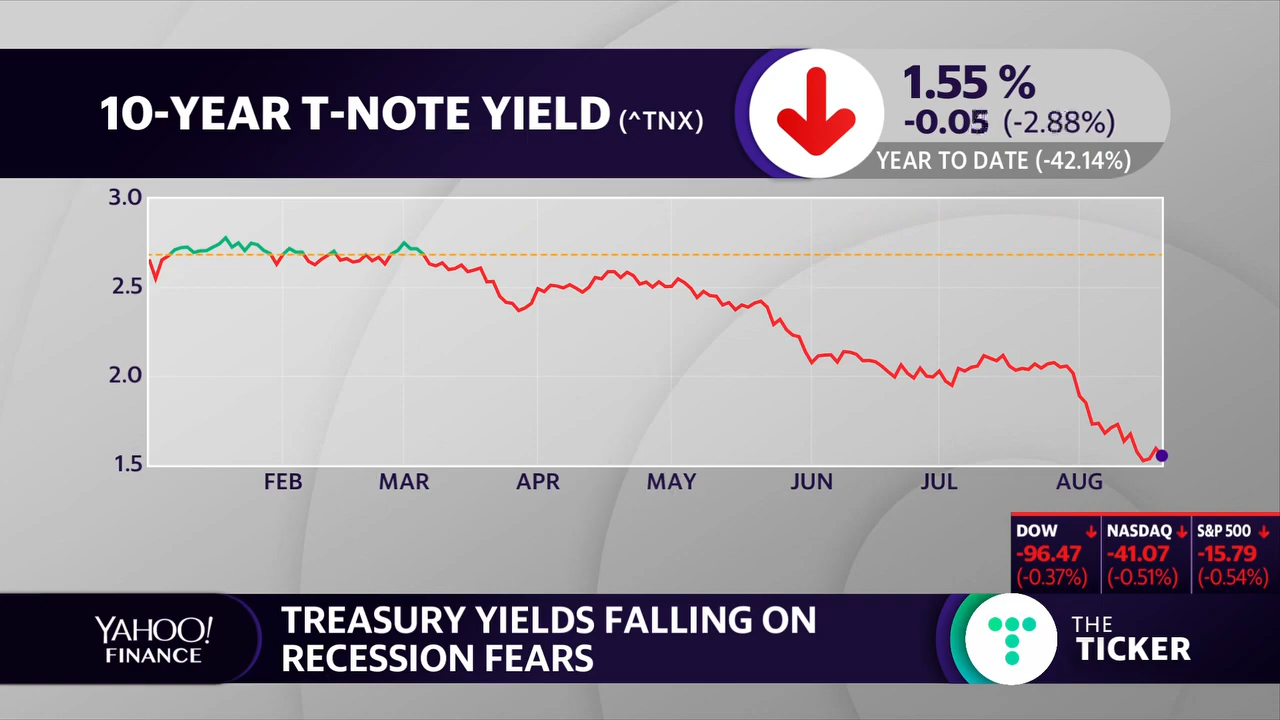 10-YEAR T-NOTE YIELD (^TNX)
1.55 %
-0.05 (-2.88%)
YEAR TO DATE (-42.14%)
3.0
2.5
2.0
1.5
FEB MAR APR MAY JUN JUL AUG
DOW NASDAQ S&P 500
-96.47 -41.07 -15.79
(-0.37%) (-0.51%) (-0.54%)
YAHOO!
FINANCE
TREASURY YIELDS FALLING ON
RECESSION FEARS
THE
TICKER